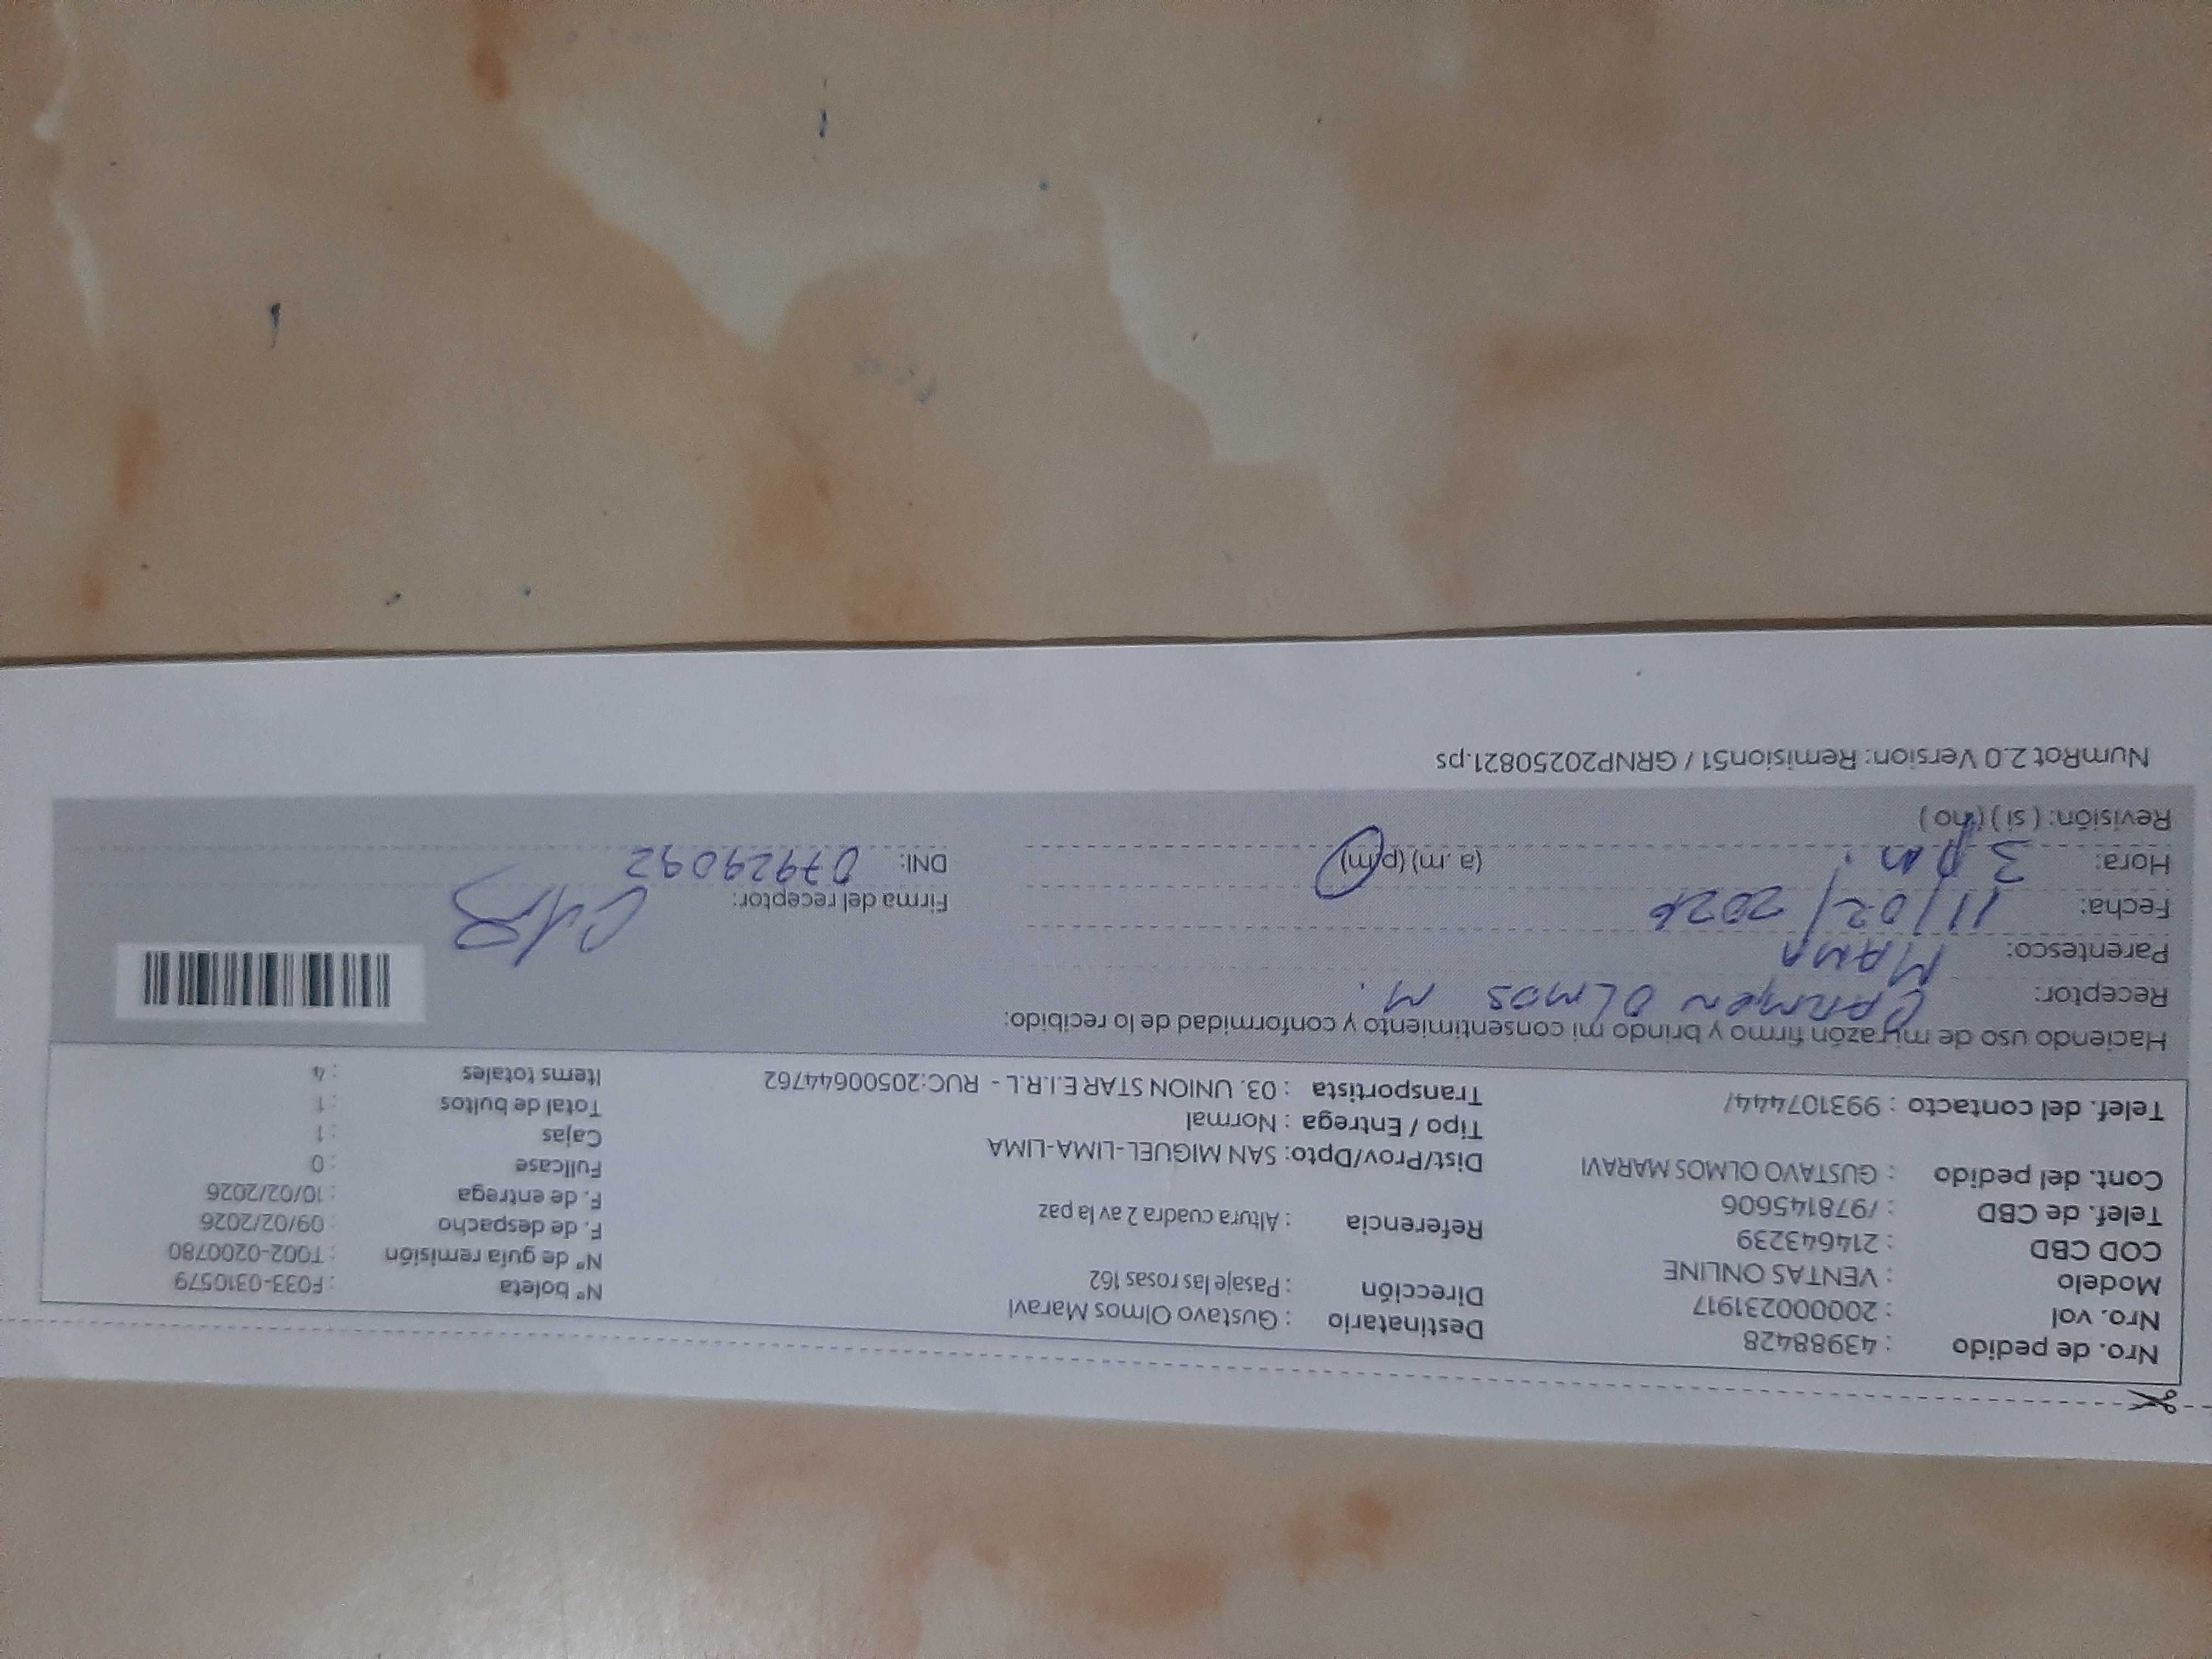 Nro. de pedido : 43988428
Nro. vol : 20000231917
Modelo : VENTAS ONLINE
COD CBD : 214643239
Telef. de CBD : /978145606
Cont. del pedido : GUSTAVO OLMOS MARAVI
Telef. del contacto : 993107444/
Destinatario : Gustavo Olmos Maravi
Dirección : Pasaje las rosas 162
Referencia : Altura cuadra 2 av la paz
Dist/Prov/Dpto: SAN MIGUEL-LIMA-LIMA
Tipo / Entrega : Normal
Transportista : 03. UNION STAR E.I.R.L - RUC:20500644762
N° boleta : F033-0310579
N° de guía remisión : T002-0200780
F. de despacho : 09/02/2026
F. de entrega : 10/02/2026
Fullcase : 0
Cajas : 1
Total de bultos : 1
Items totales : 4
Haciendo uso de mi razón firmo y brindo mi consentimiento y conformidad de lo recibido:
Receptor: CARMEN OLMOS M.
Parentesco: MAMA
Fecha: 11/02/2026
Hora: 3 pm. (a. m) (p.m)
Revisión: ( si ) ( no )
Firma del receptor:
DNI: 07929092
NumRot 2.0 Version: Remision51 / GRNP20250821.ps